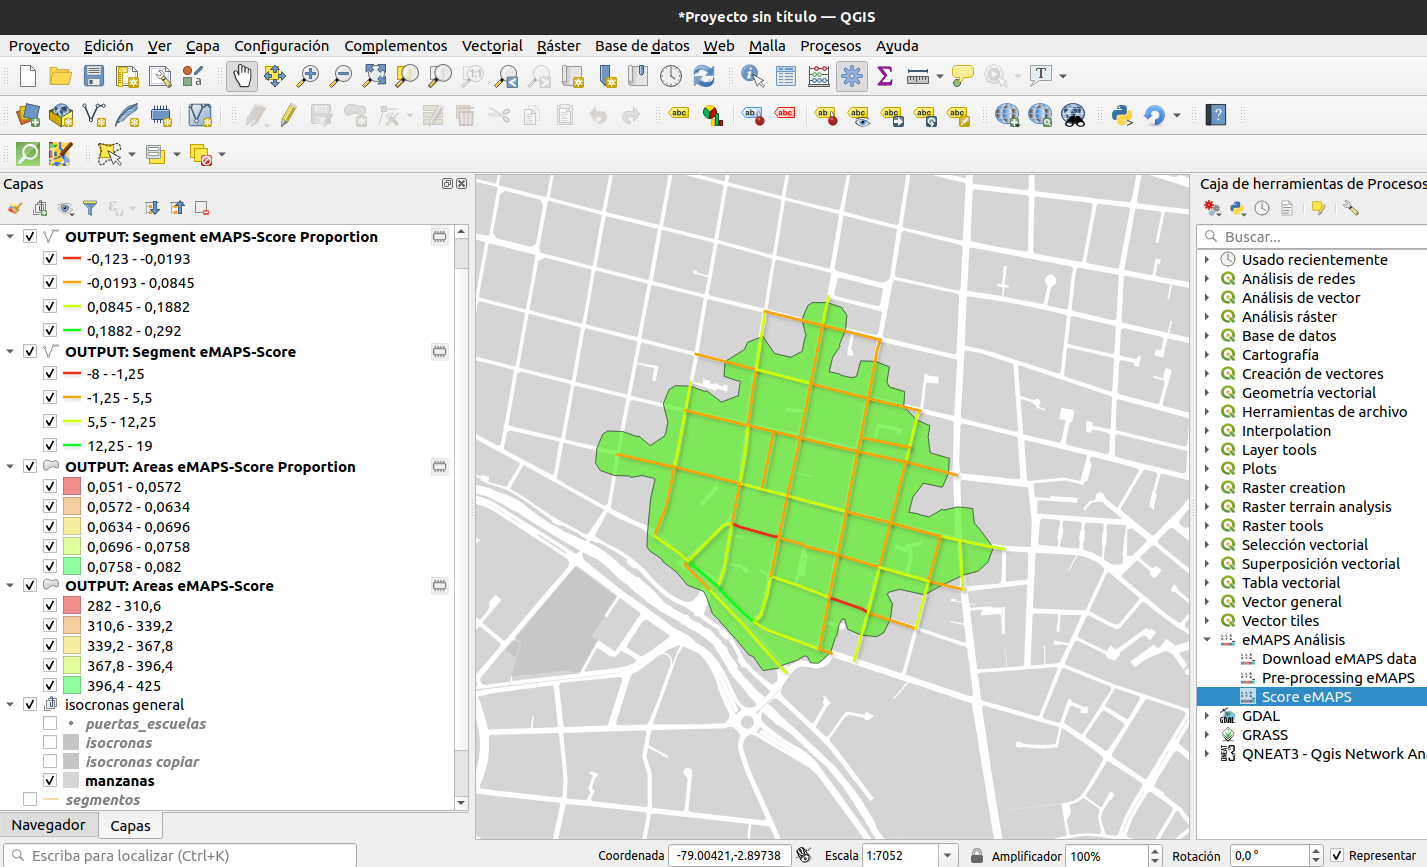 *Proyecto sin título — QGIS
Proyecto Edición Ver Capa Configuración Complementos Vectorial Ráster Base de datos Web Malla Procesos Ayuda
Capas
Caja de herramientas de Procesos
Buscar...
OUTPUT: Segment eMAPS-Score Proportion
-0,123 - -0,0193
-0,0193 - 0,0845
0,0845 - 0,1882
0,1882 - 0,292
OUTPUT: Segment eMAPS-Score
-8 - -1,25
-1,25 - 5,5
5,5 - 12,25
12,25 - 19
OUTPUT: Areas eMAPS-Score Proportion
0,051 - 0,0572
0,0572 - 0,0634
0,0634 - 0,0696
0,0696 - 0,0758
0,0758 - 0,082
OUTPUT: Areas eMAPS-Score
282 - 310,6
310,6 - 339,2
339,2 - 367,8
367,8 - 396,4
396,4 - 425
isocronas general
puertas_escuelas
isocronas
isocronas copiar
manzanas
segmentos
Navegador Capas
Usado recientemente
Análisis de redes
Análisis de vector
Análisis ráster
Base de datos
Cartografía
Creación de vectores
Geometría vectorial
Herramientas de archivo
Interpolation
Layer tools
Plots
Raster creation
Raster terrain analysis
Raster tools
Selección vectorial
Superposición vectorial
Tabla vectorial
Vector general
Vector tiles
eMAPS Análisis
Download eMAPS data
Pre-processing eMAPS
Score eMAPS
GDAL
GRASS
QNEAT3 - Qgis Network An
Escriba para localizar (Ctrl+K) Coordenada -79.00421,-2.89738 Escala 1:7052 Amplificador 100% Rotación 0,0 ° Representar